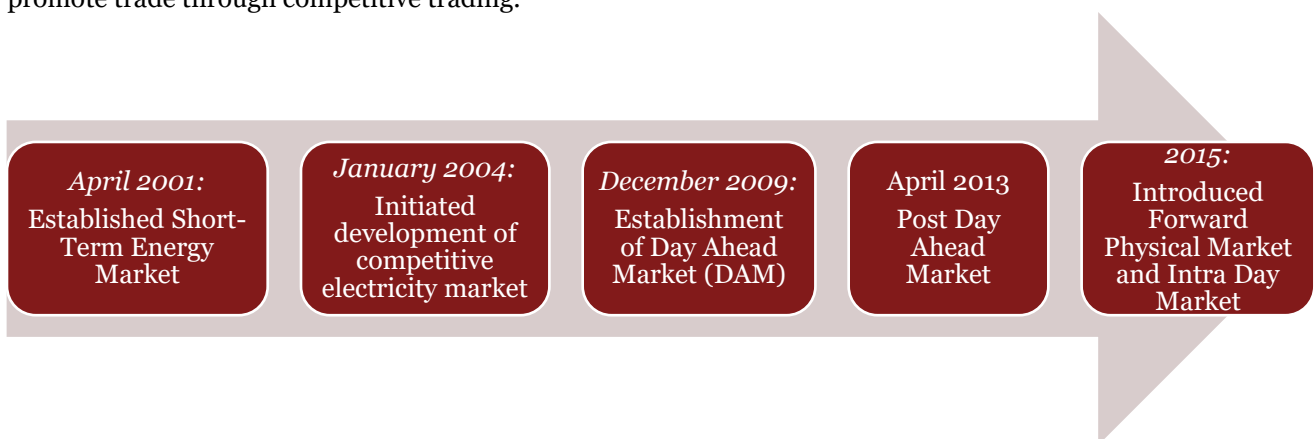 promote trade through competitive trading.
April 2001:
Established Short-
Term Energy
Market
January 2004:
Initiated
development of
competitive
electricity market
December 2009:
Establishment
of Day Ahead
Market (DAM)
April 2013
Post Day
Ahead
Market
2015:
Introduced
Forward
Physical Market
and Intra Day
Market